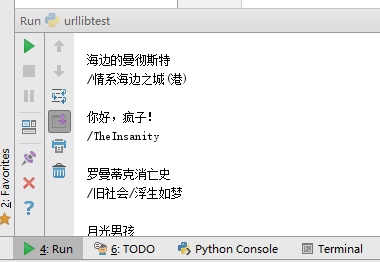 Run urllibtest
海边的曼彻斯特
/情系海边之城(港)
你好，疯子！
/TheInsanity
罗曼蒂克消亡史
/旧社会/浮生如梦
月光男孩
2: Favorites
4: Run
6: TODO
Python Console
Terminal